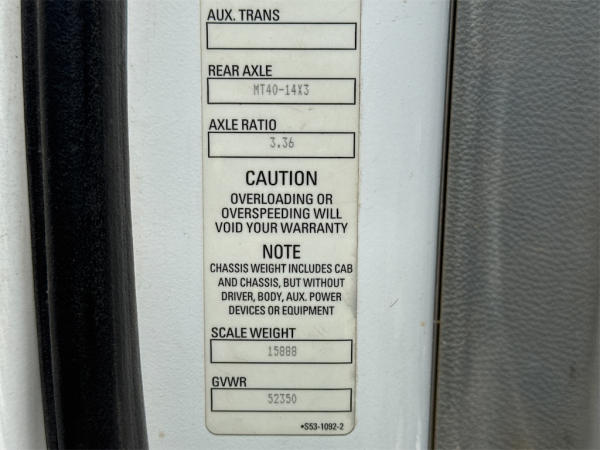 AUX. TRANS
REAR AXLE
MT40-14X3
AXLE RATIO
3.36
CAUTION
OVERLOADING OR
OVERSPEEDING WILL
VOID YOUR WARRANTY
NOTE
CHASSIS WEIGHT INCLUDES CAB
AND CHASSIS, BUT WITHOUT
DRIVER, BODY, AUX. POWER
DEVICES OR EQUIPMENT
SCALE WEIGHT
15888
GVWR
52350
*S53-1092-2